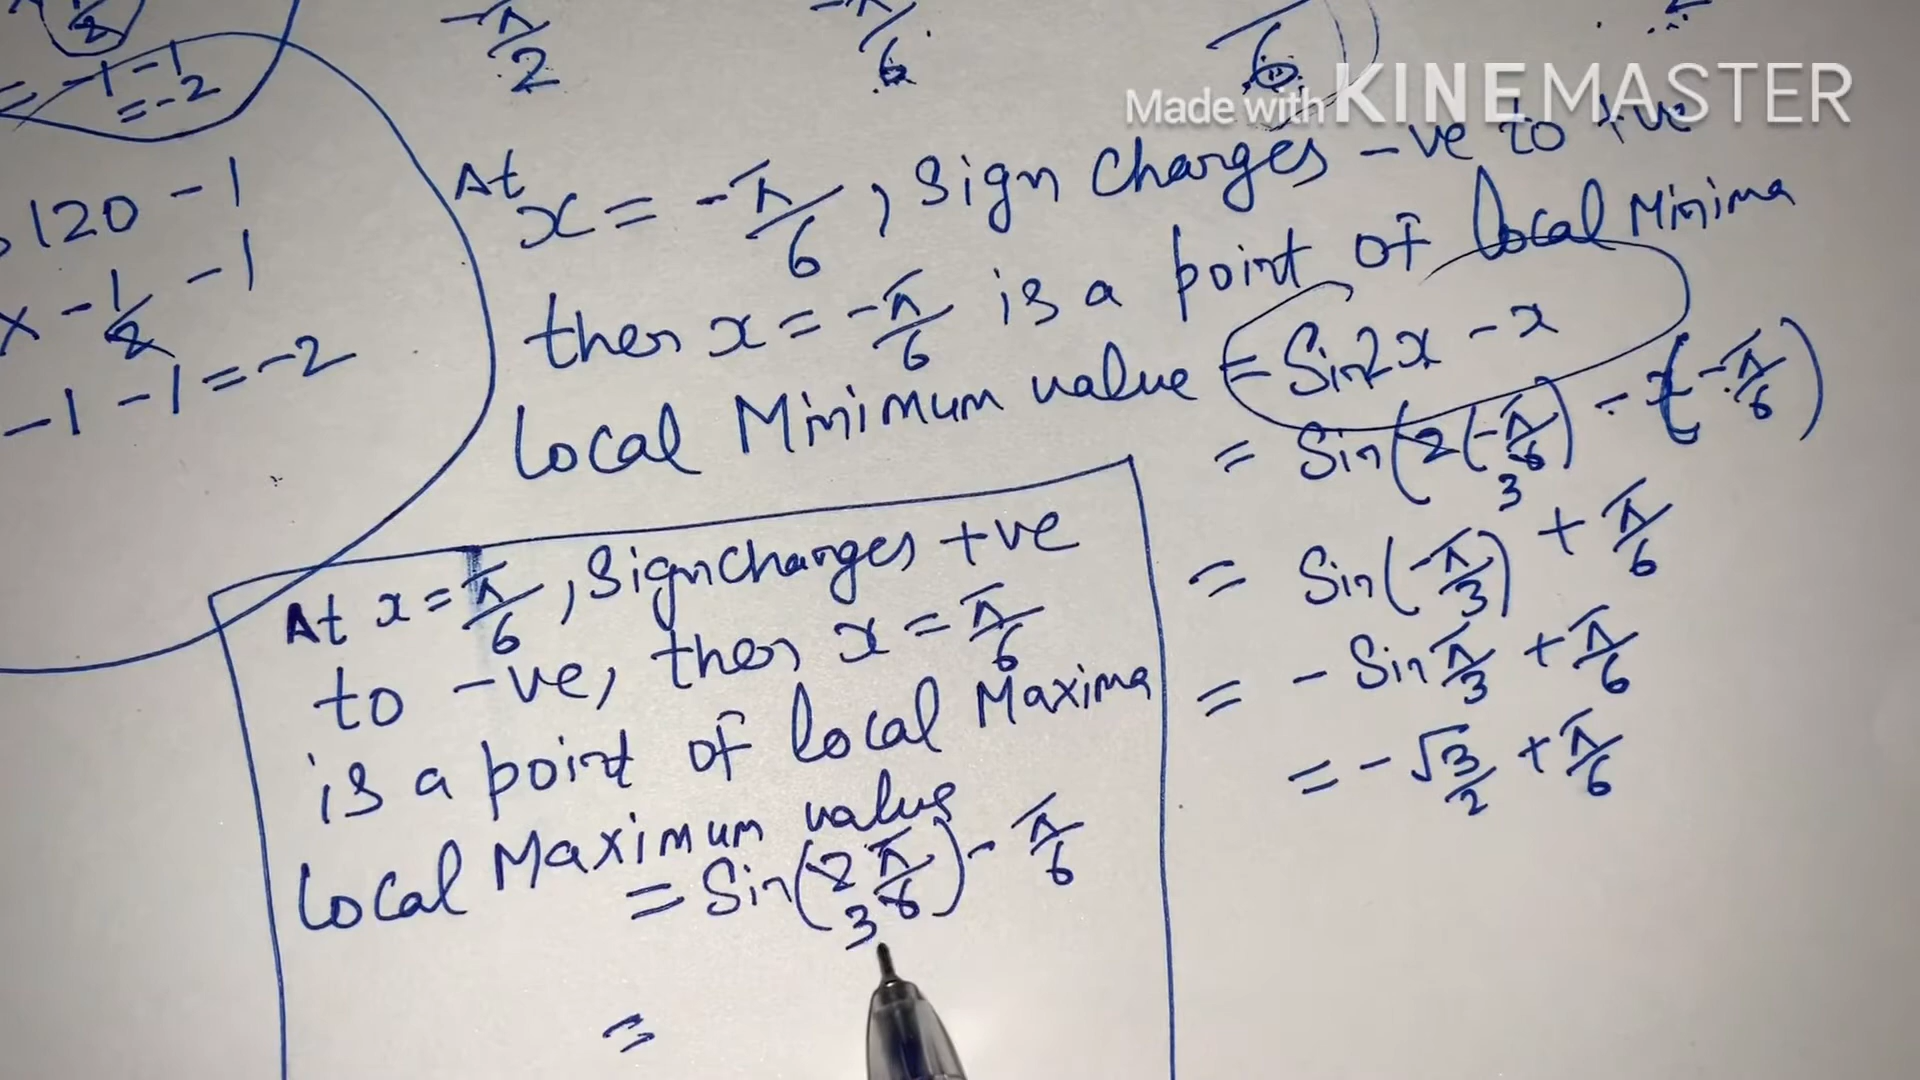 -π/2 -π/6 π/6
= -1 -1
= -2
120 - 1
x -1/2 - 1
-1 -1 = -2
Made with KINEMASTER
At x = -π/6, Sign Changes -ve to +ve
then x = -π/6 is a point of local Minima
local Minimum value = Sin2x - x
= Sin(2(-π/6) - (-π/6)
3
= Sin(-π/3) + π/6
= - Sin π/3 + π/6
= - √3/2 + π/6
At x = π/6, Sign changes +ve
to -ve, then x = π/6
is a point of local Maxima
local Maximum value
= Sin(2 π/6) - π/6
3
=